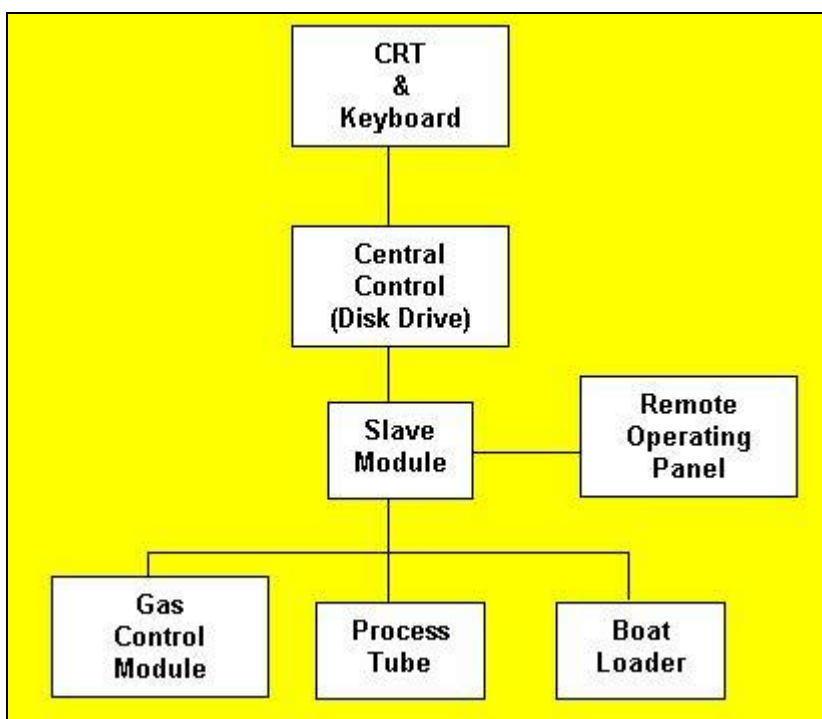 CRT
&
Keyboard
Central
Control
(Disk Drive)
Slave
Module
Remote
Operating
Panel
Gas
Control
Module
Process
Tube
Boat
Loader